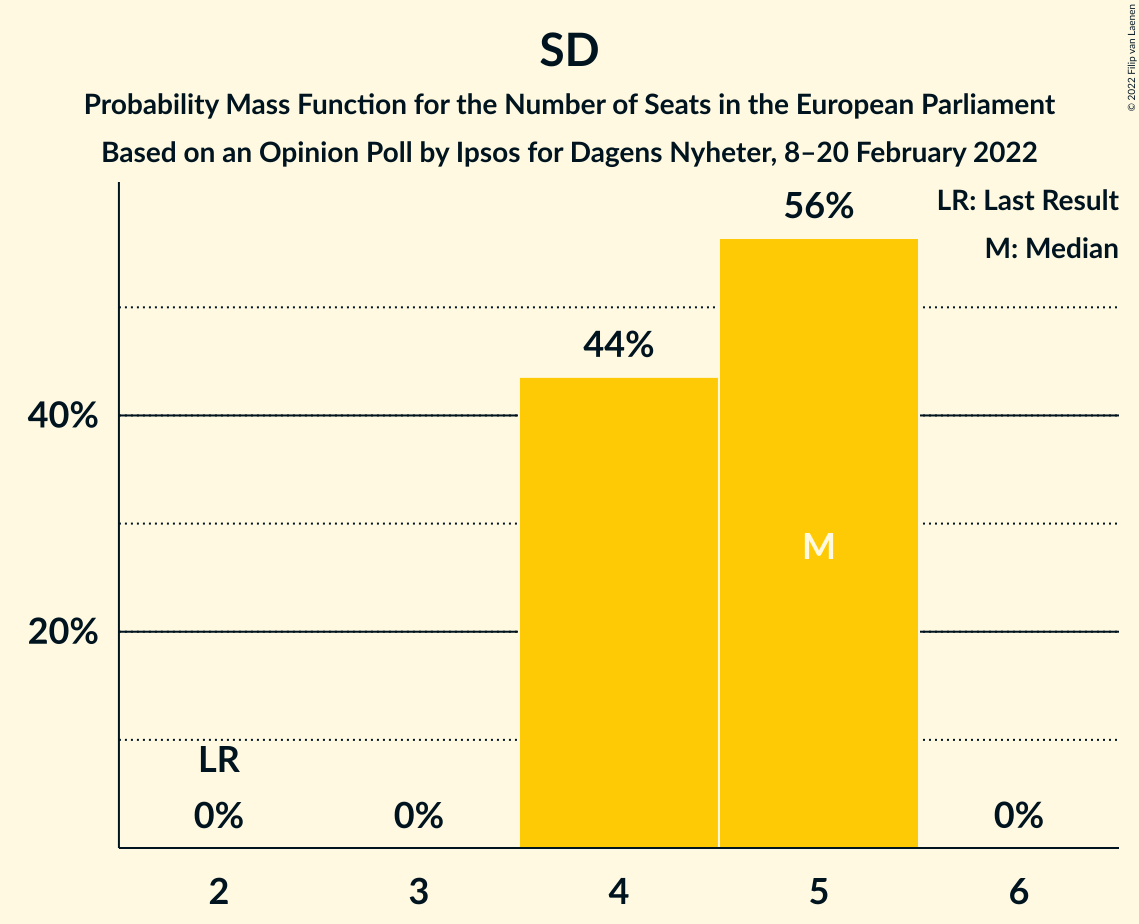 SD
Probability Mass Function for the Number of Seats in the European Parliament
Based on an Opinion Poll by Ipsos for Dagens Nyheter, 8–20 February 2022
© 2022 Filip van Laenen
LR: Last Result
M: Median
56%
44%
40%
20%
M
LR
0%
0%
0%
2
3
4
5
6